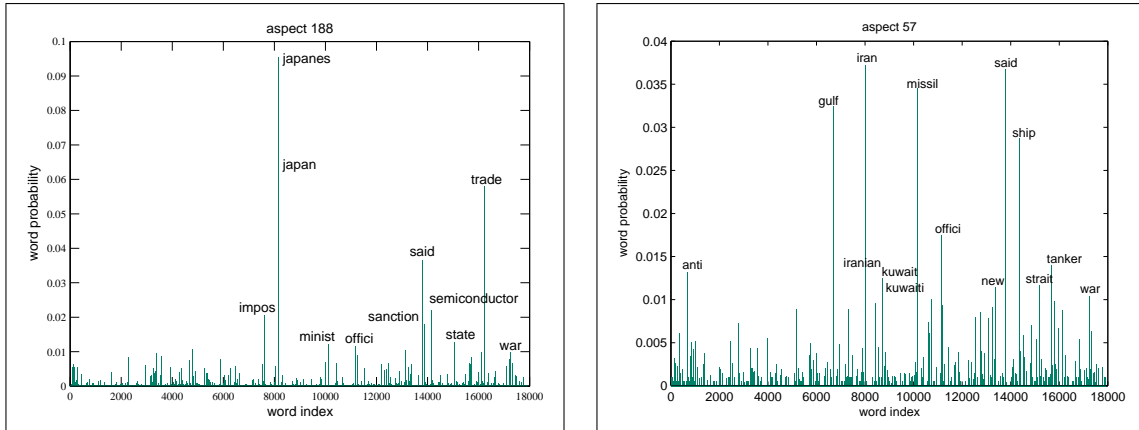 aspect 188
word probability
0.1
0.09
0.08
0.07
0.06
0.05
0.04
0.03
0.02
0.01
0
japanes
japan
trade
said
semiconductor
impos
sanction
minist
offici
state
war
0 2000 4000 6000 8000 10000 12000 14000 16000 18000
word index
aspect 57
word probability
0.04
0.035
0.03
0.025
0.02
0.015
0.01
0.005
0
iran
said
missil
gulf
ship
offici
anti
iranian
kuwait
kuwaiti
tanker
strait
new
war
0 2000 4000 6000 8000 10000 12000 14000 16000 18000
word index